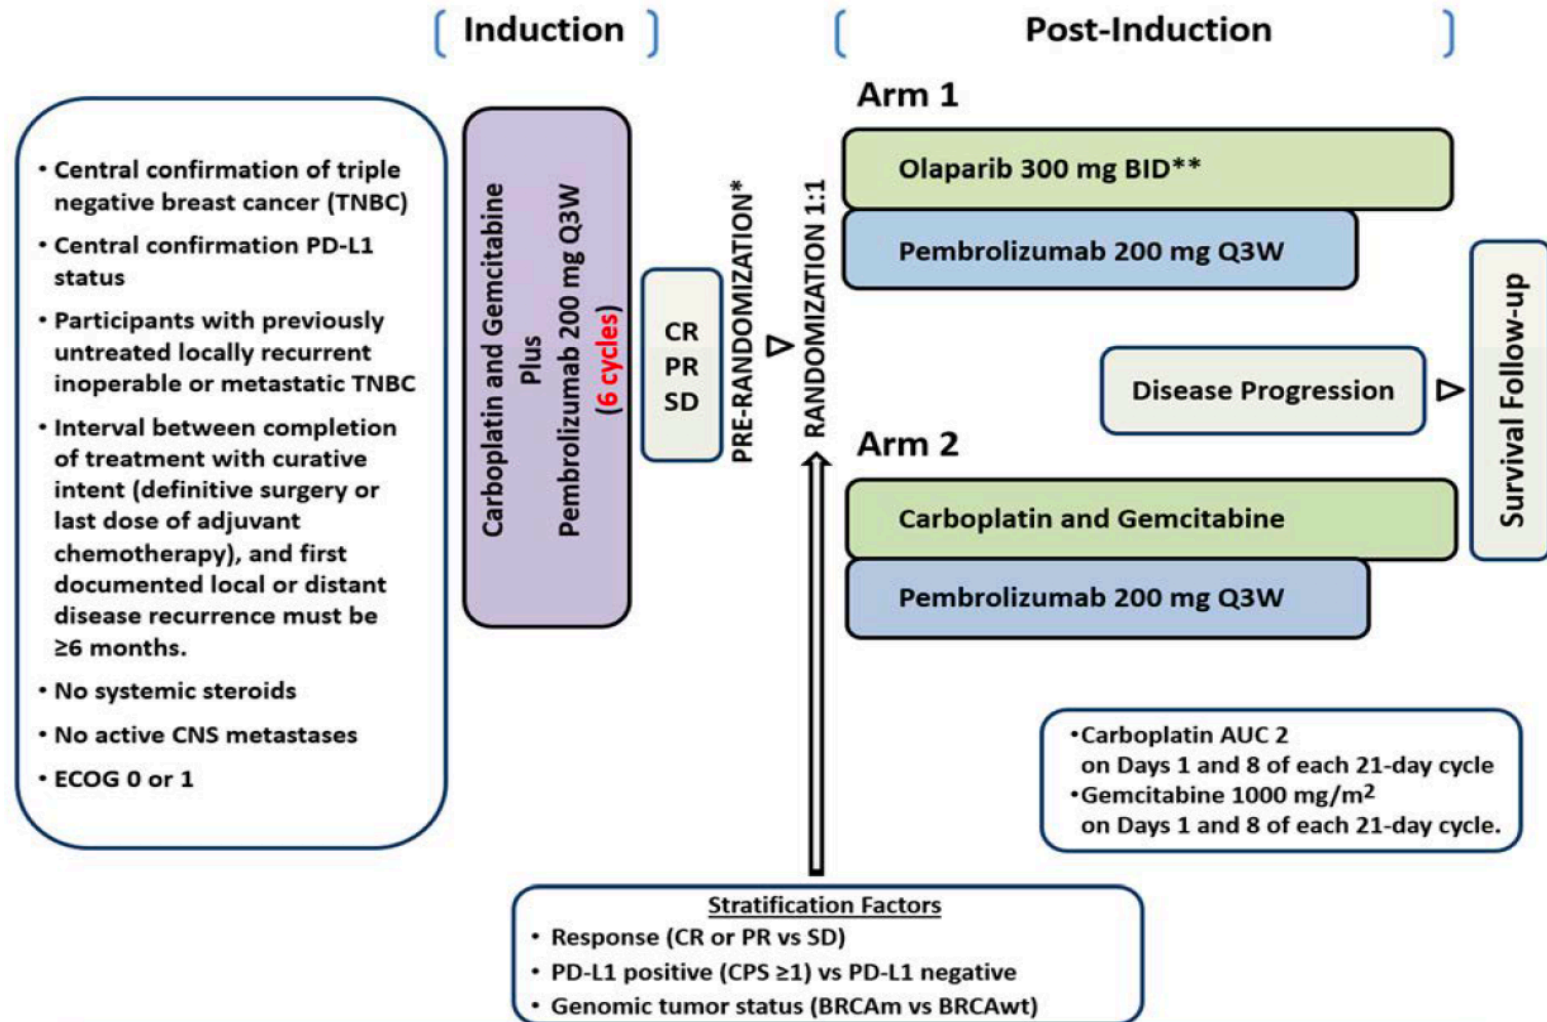 Induction
Post-Induction
• Central confirmation of triple
negative breast cancer (TNBC)
• Central confirmation PD-L1
status
• Participants with previously
untreated locally recurrent
inoperable or metastatic TNBC
• Interval between completion
of treatment with curative
intent (definitive surgery or
last dose of adjuvant
chemotherapy), and first
documented local or distant
disease recurrence must be
≥6 months.
• No systemic steroids
• No active CNS metastases
• ECOG 0 or 1
Carboplatin and Gemcitabine
Plus
Pembrolizumab 200 mg Q3W
(6 cycles)
CR
PR
SD
PRE-RANDOMIZATION*
RANDOMIZATION 1:1
Arm 1
Olaparib 300 mg BID**
Pembrolizumab 200 mg Q3W
Disease Progression
Arm 2
Carboplatin and Gemcitabine
Pembrolizumab 200 mg Q3W
Survival Follow-up
•Carboplatin AUC 2
on Days 1 and 8 of each 21-day cycle
•Gemcitabine 1000 mg/m²
on Days 1 and 8 of each 21-day cycle.
Stratification Factors
• Response (CR or PR vs SD)
• PD-L1 positive (CPS ≥1) vs PD-L1 negative
• Genomic tumor status (BRCAm vs BRCAwt)